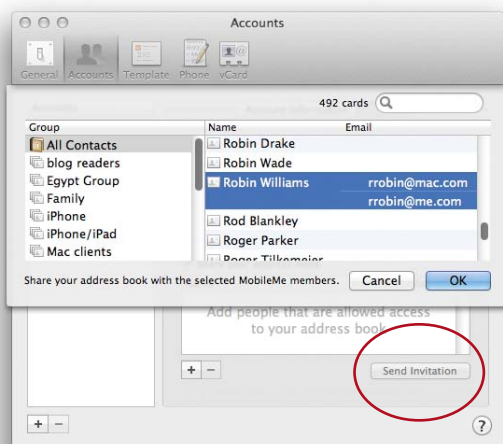 Accounts
General Accounts Template Phone vCard
492 cards
Group Name Email
All Contacts Robin Drake
blog readers Robin Wade
Egypt Group Robin Williams rrobin@mac.com
Family rrobin@me.com
iPhone Rod Blankley
iPhone/iPad Roger Parker
Mac clients Roger Tilkemeier
Share your address book with the selected MobileMe members. Cancel OK
Add people that are allowed access
to your address book
+ − Send Invitation
+ − ?